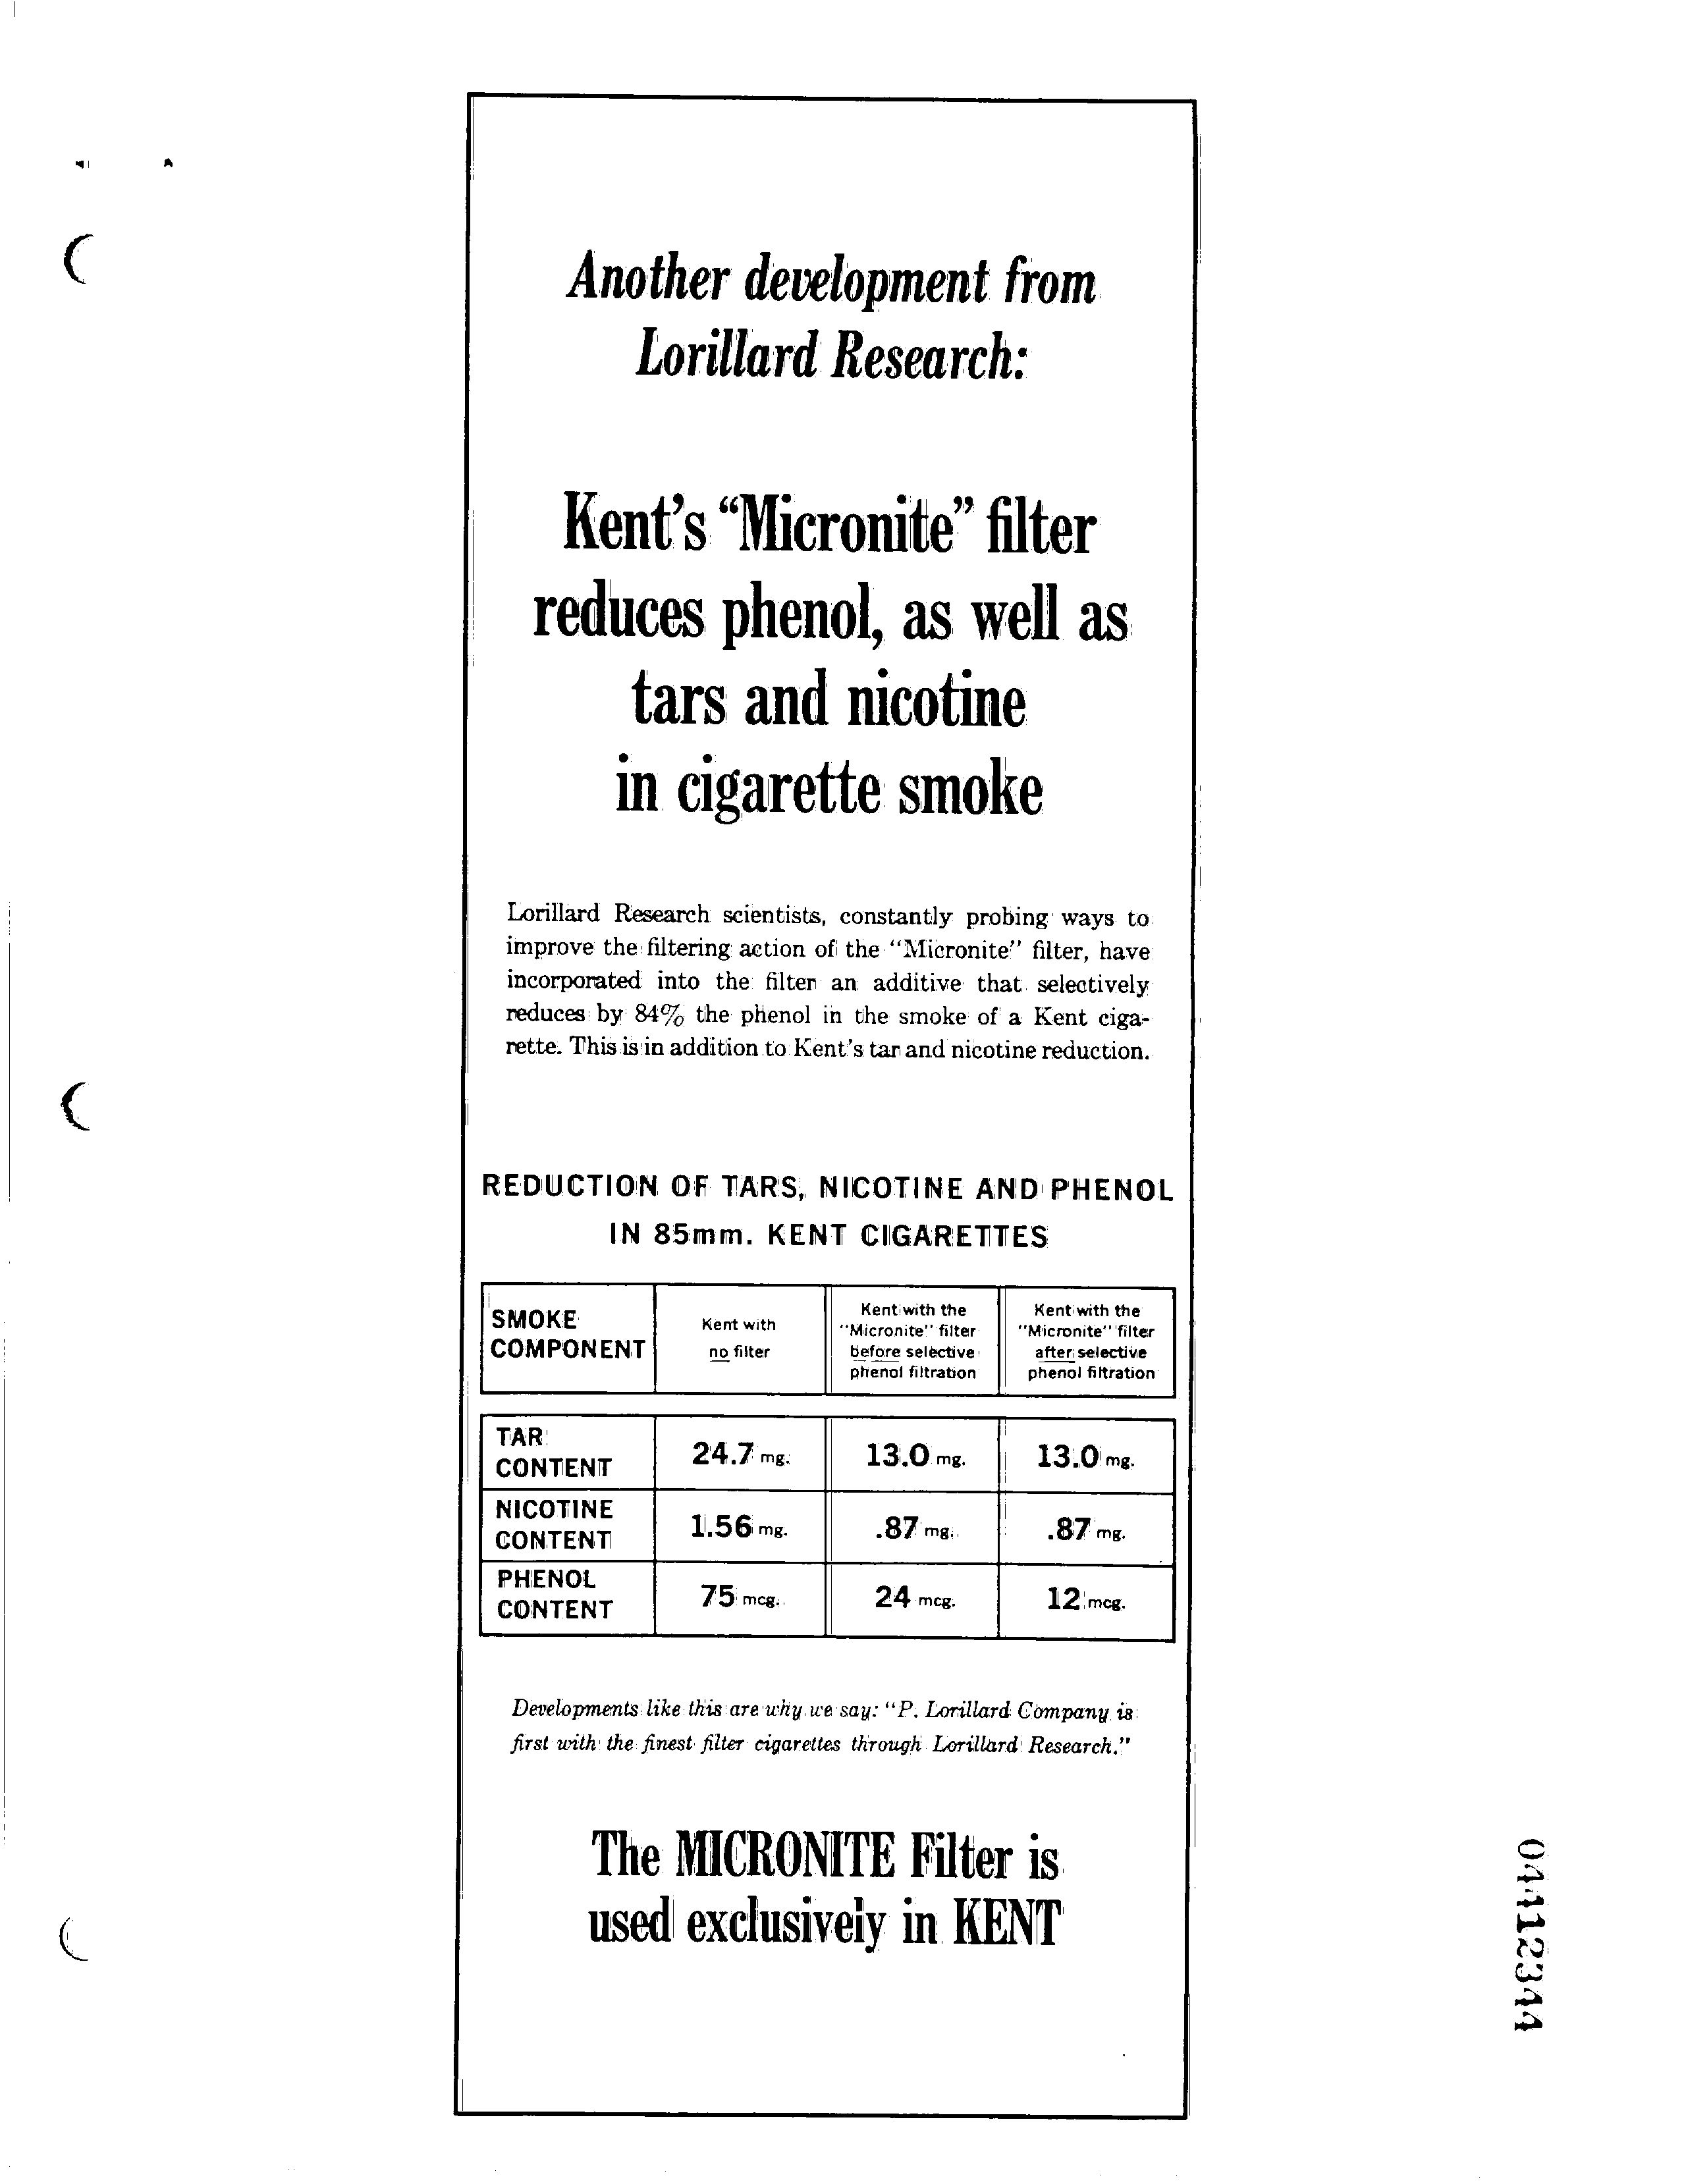 Another development from
Lorillard Research:
Kent's "Micronite" filter
reduces phenol, as well as
tars and nicotine
in cigarette smoke
Lorillard Research scientists, constantly probing ways to
improve the filtering action of the "Micronite" filter, have
incorporated into the filter an additive that selectively
reduces by 84% the phenol in the smoke of a Kent ciga-
rette. This is in addition to Kent's tar and nicotine reduction.
REDUCTION OF TARS, NICOTINE AND PHENOL
IN 85mm. KENT CIGARETTES
SMOKE
COMPONENT
Kent with
no filter
Kent with the
"Micronite" filter
before selective
phenol filtration
Kent with the
"Micronite" filter
after selective
phenol filtration
TAR
CONTENT
24.7 mg.
13.0 mg.
13.0 mg.
NICOTINE
CONTENT
1.56 mg.
.87 mg.
.87 mg.
PHENOL
CONTENT
75 mcg.
24 mcg.
12 mcg.
Developments like this are why we say: "P. Lorillard Company is
first with the finest filter cigarettes through Lorillard Research."
The MICRONITE Filter is
used exclusively in KENT
04412344